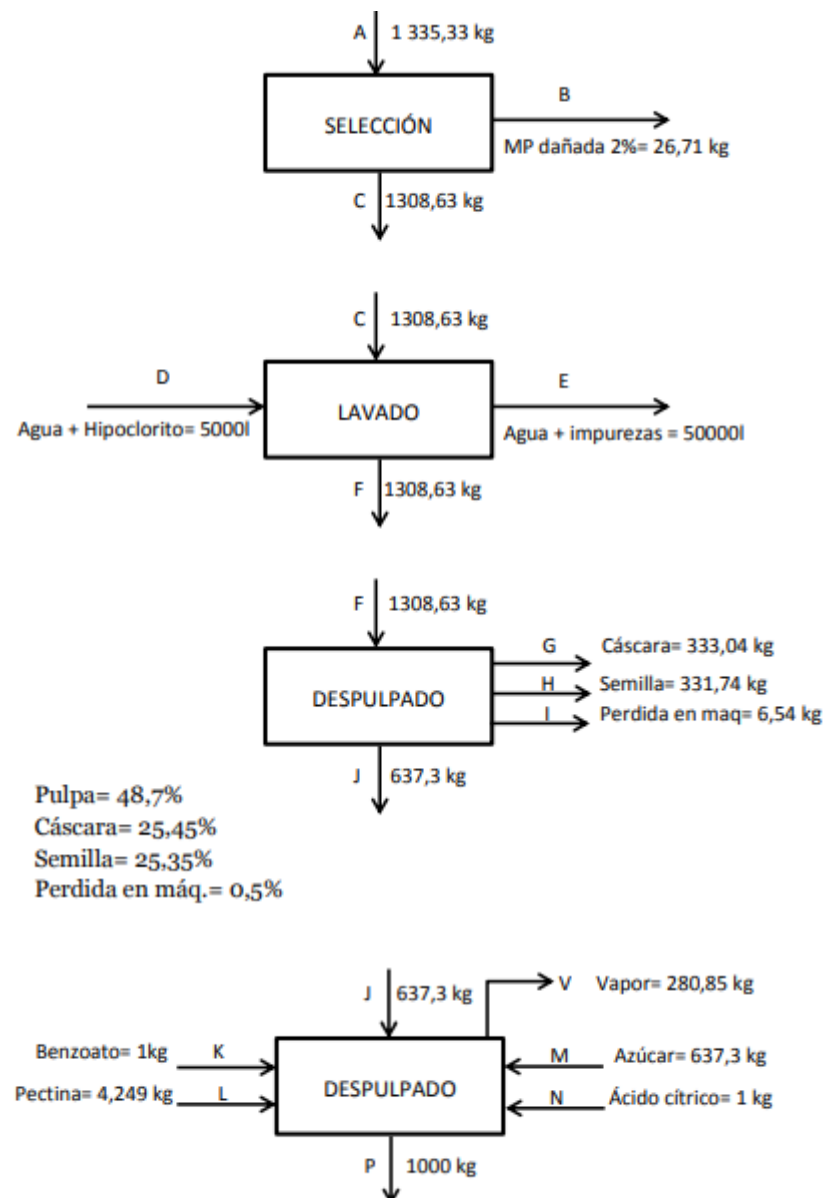 A 1 335,33 kg
SELECCIÓN
B
MP dañada 2%= 26,71 kg
C 1308,63 kg
C 1308,63 kg
D
Agua + Hipoclorito= 5000l
LAVADO
E
Agua + impurezas = 50000l
F 1308,63 kg
F 1308,63 kg
DESPULPADO
G Cáscara= 333,04 kg
H Semilla= 331,74 kg
I Perdida en maq= 6,54 kg
J 637,3 kg
Pulpa= 48,7%
Cáscara= 25,45%
Semilla= 25,35%
Perdida en máq.= 0,5%
J 637,3 kg
V Vapor= 280,85 kg
Benzoato= 1kg K
Pectina= 4,249 kg L
DESPULPADO
M Azúcar= 637,3 kg
N Ácido cítrico= 1 kg
P 1000 kg